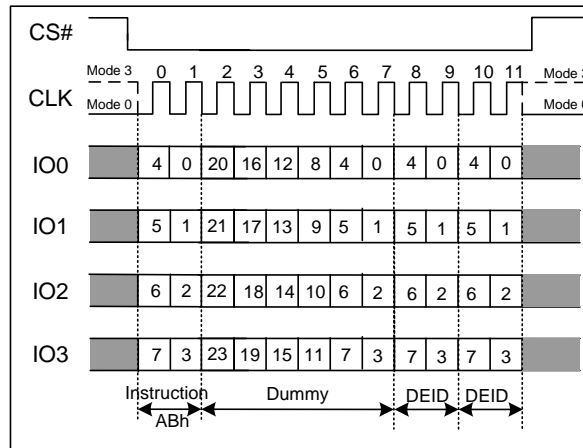 CS#
Mode 3 0 1 2 3 4 5 6 7 8 9 10 11 Mode 3
CLK
Mode 0
IO0 4 0 20 16 12 8 4 0 4 0 4 0
IO1 5 1 21 17 13 9 5 1 5 1 5 1
IO2 6 2 22 18 14 10 6 2 6 2 6 2
IO3 7 3 23 19 15 11 7 3 7 3 7 3
Instruction Dummy DEID DEID
ABh